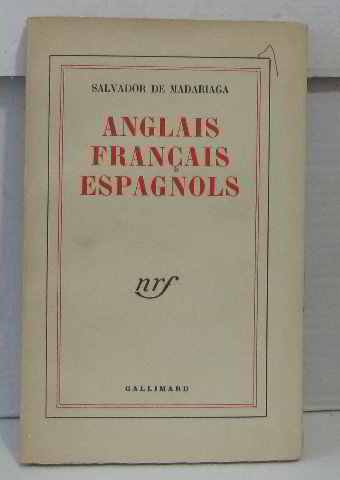 SALVADOR DE MADARIAGA
ANGLAIS
FRANÇAIS
ESPAGNOLS
nrf
GALLIMARD